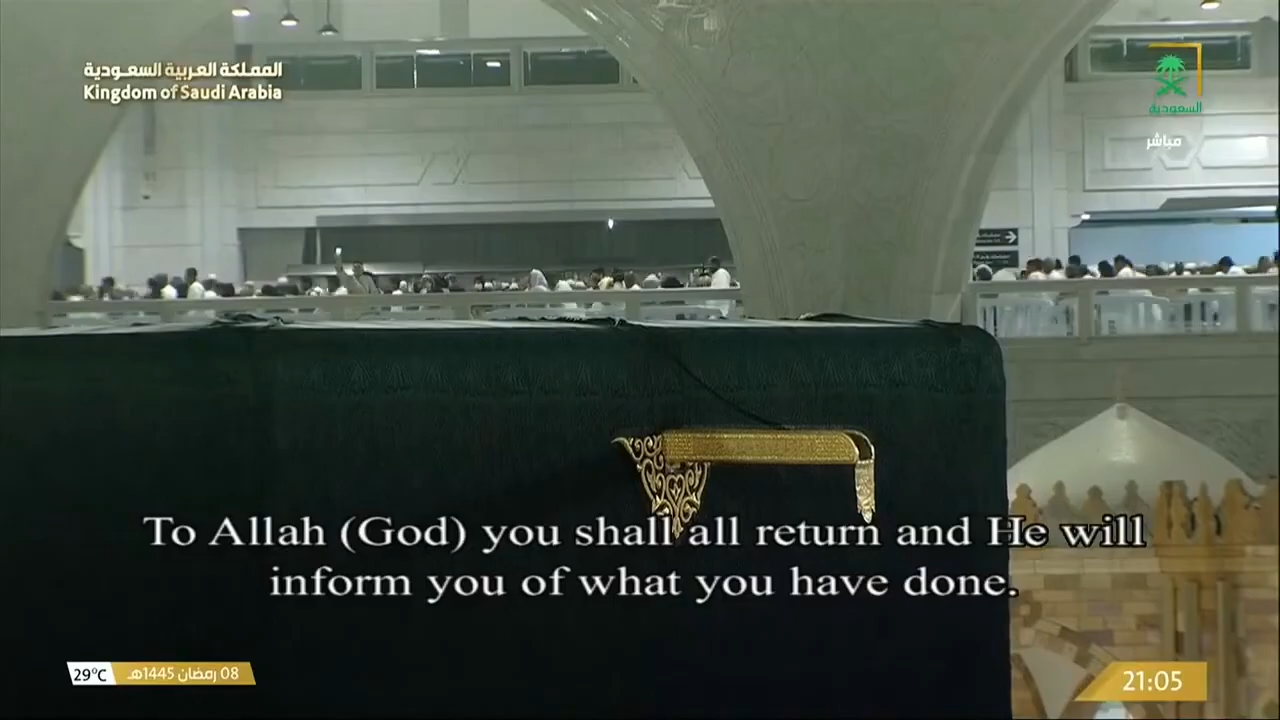 المملكة العربية السعودية
Kingdom of Saudi Arabia
السعودية
مباشر
To Allah (God) you shall all return and He will
inform you of what you have done.
29°C
08 رمضان 1445هـ
21:05